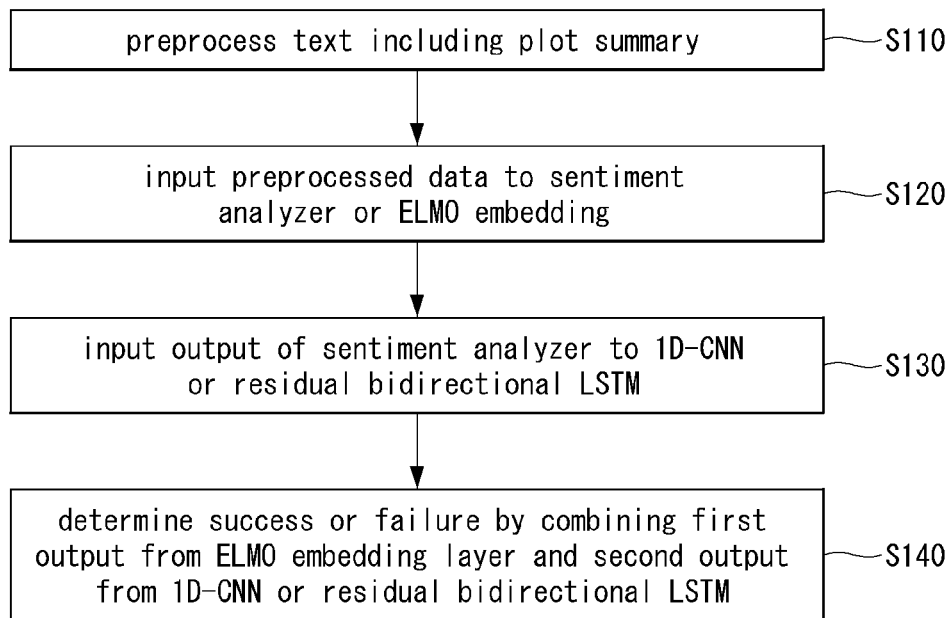 preprocess text including plot summary
S110
input preprocessed data to sentiment
analyzer or ELMO embedding
S120
input output of sentiment analyzer to 1D-CNN
or residual bidirectional LSTM
S130
determine success or failure by combining first
output from ELMO embedding layer and second output
from 1D-CNN or residual bidirectional LSTM
S140